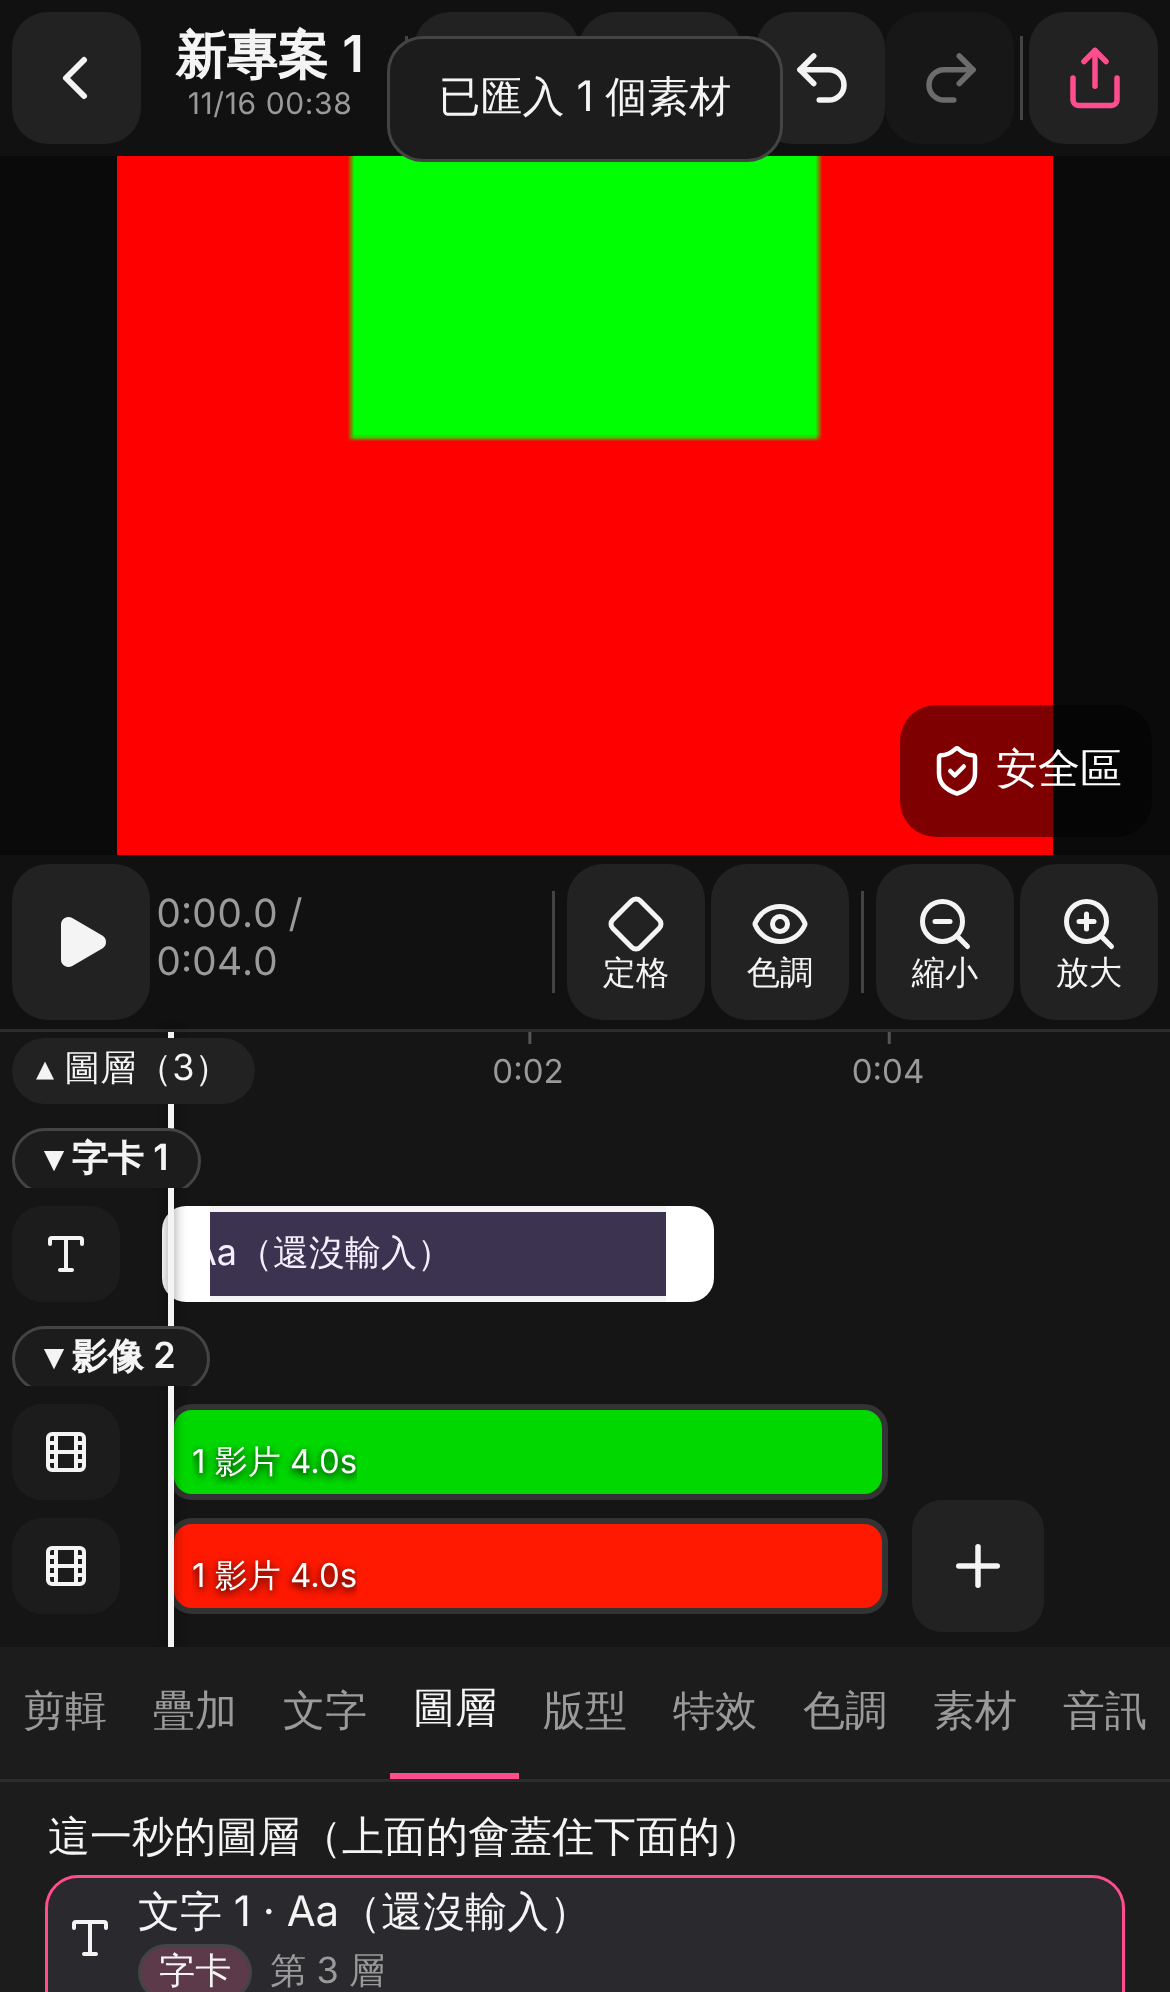 新專案 1
11/16 00:38
已匯入 1 個素材
安全區
0:00.0 /
0:04.0
定格
色調
縮小
放大
▲ 圖層（3）
0:02
0:04
▼字卡 1
Aa（還沒輸入）
▼影像 2
1 影片 4.0s
1 影片 4.0s
剪輯 疊加 文字 圖層 版型 特效 色調 素材 音訊
這一秒的圖層（上面的會蓋住下面的）
文字 1 · Aa（還沒輸入）
字卡 第 3 層